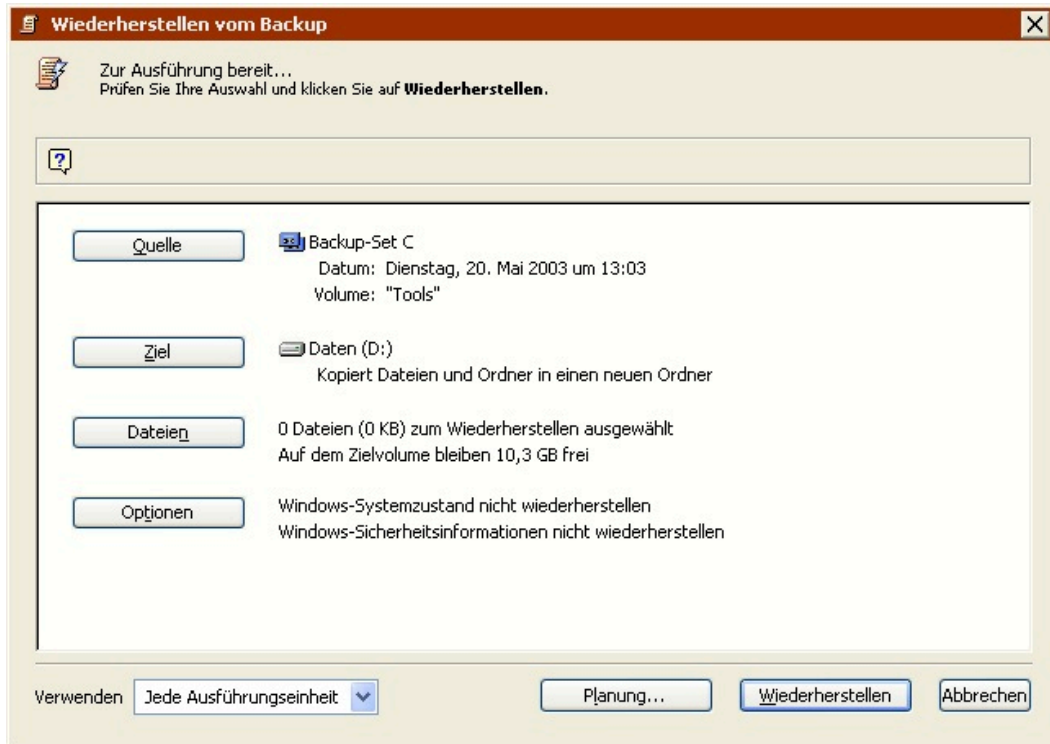 Wiederherstellen vom Backup
Zur Ausführung bereit...
Prüfen Sie Ihre Auswahl und klicken Sie auf Wiederherstellen.
Quelle
Backup-Set C
Datum: Dienstag, 20. Mai 2003 um 13:03
Volume: "Tools"
Ziel
Daten (D:)
Kopiert Dateien und Ordner in einen neuen Ordner
Dateien
0 Dateien (0 KB) zum Wiederherstellen ausgewählt
Auf dem Zielvolume bleiben 10,3 GB frei
Optionen
Windows-Systemzustand nicht wiederherstellen
Windows-Sicherheitsinformationen nicht wiederherstellen
Verwenden Jede Ausführungseinheit Planung... Wiederherstellen Abbrechen